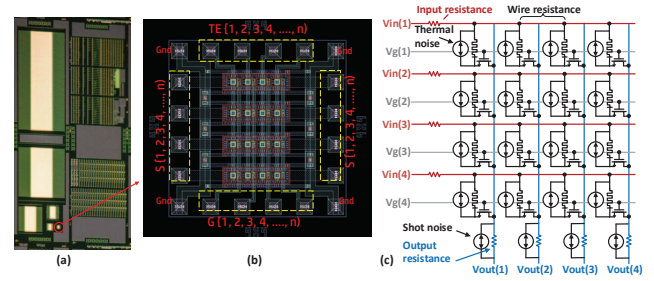 TE {1, 2, 3, 4, ...., n}
Gnd
Gnd
S {1, 2, 3, 4, ...., n}
S {1, 2, 3, 4, ...., n}
Gnd
Gnd
G {1, 2, 3, 4, ...., n}
(a)
(b)
(c)
Input resistance
Wire resistance
Vin(1)
Thermal
noise
Vg(1)
Vin(2)
Vg(2)
Vin(3)
Vg(3)
Vin(4)
Vg(4)
Shot noise
Output
resistance
Vout(1)
Vout(2)
Vout(3)
Vout(4)